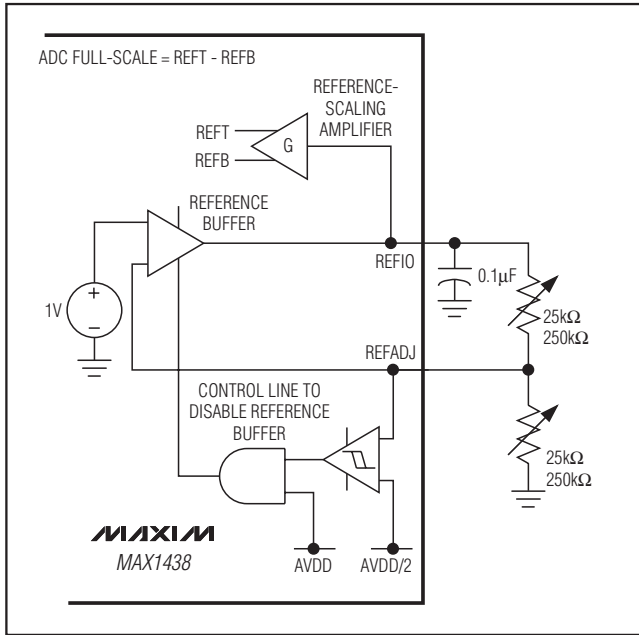 ADC FULL-SCALE = REFT - REFB
REFERENCE-
SCALING
AMPLIFIER
REFT
REFB
G
REFERENCE
BUFFER
REFIO
0.1μF
25kΩ
250kΩ
1V
+
−
REFADJ
CONTROL LINE TO
DISABLE REFERENCE
BUFFER
25kΩ
250kΩ
MAXIM
MAX1438
AVDD
AVDD/2